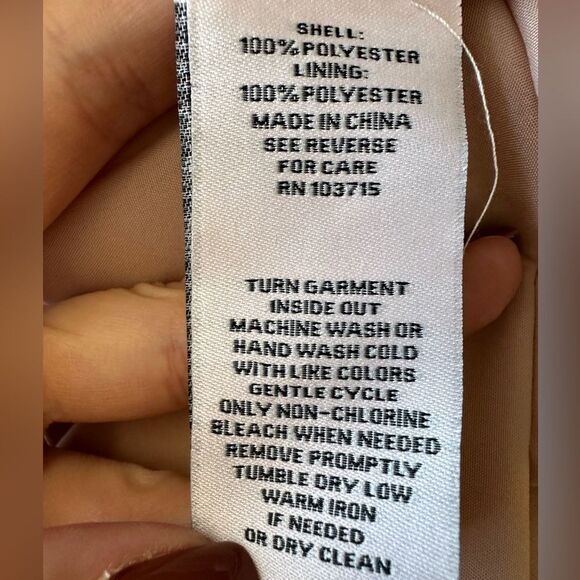 SHELL:
100% POLYESTER
LINING:
100% POLYESTER
MADE IN CHINA
SEE REVERSE
FOR CARE
RN 103715
TURN GARMENT
INSIDE OUT
MACHINE WASH OR
HAND WASH COLD
WITH LIKE COLORS
GENTLE CYCLE
ONLY NON-CHLORINE
BLEACH WHEN NEEDED
REMOVE PROMPTLY
TUMBLE DRY LOW
WARM IRON
IF NEEDED
OR DRY CLEAN